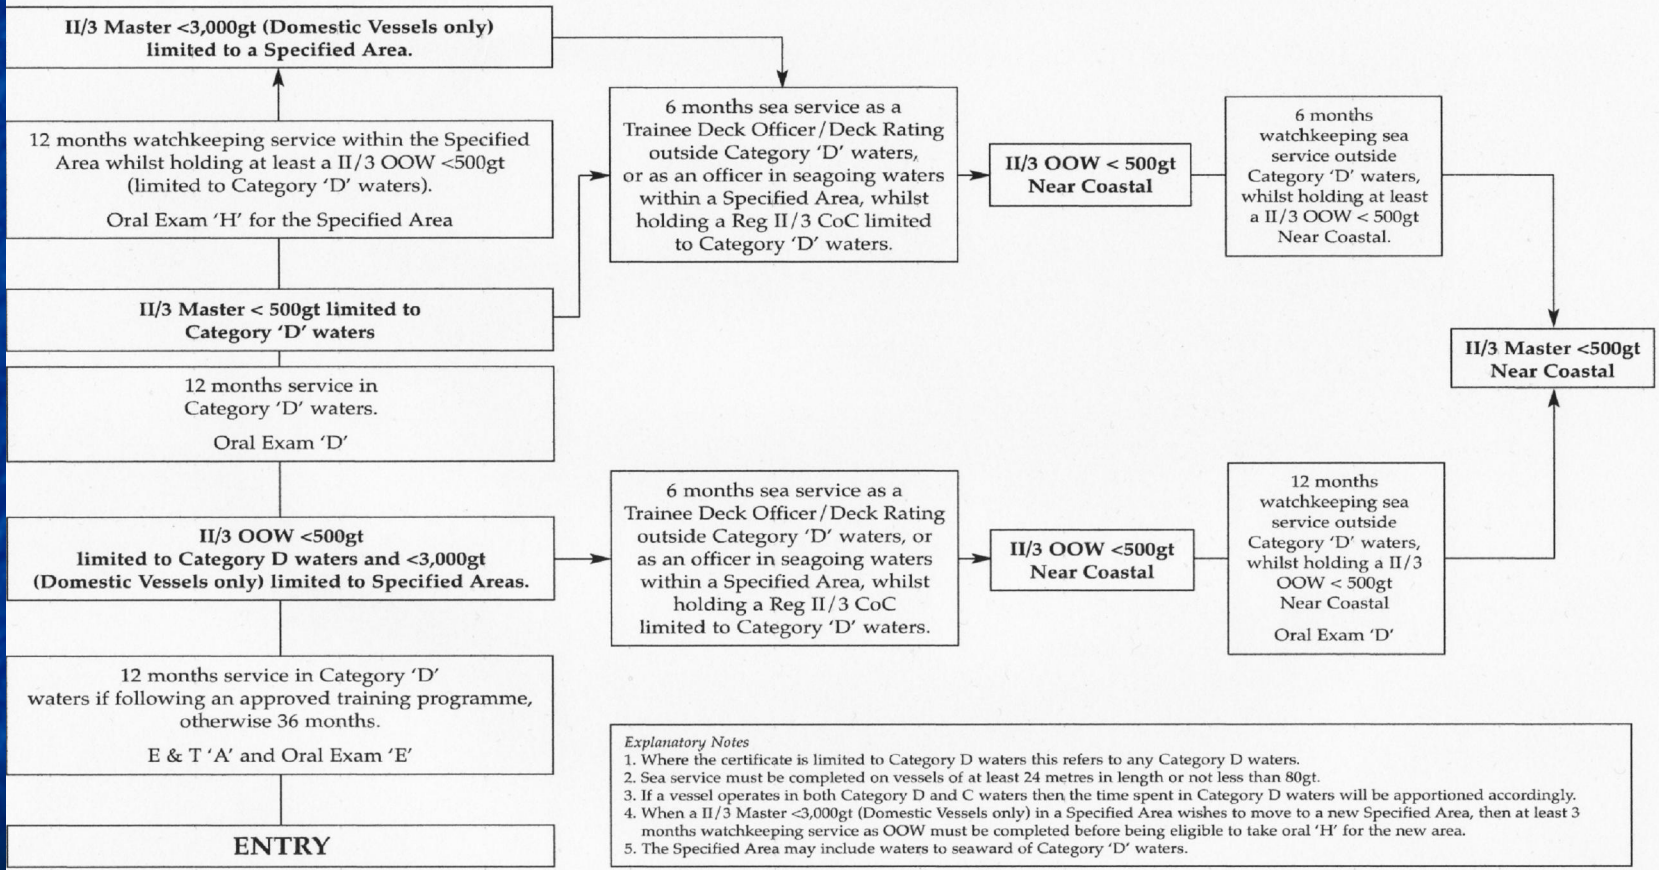 II/3 Master <3,000gt (Domestic Vessels only)
limited to a Specified Area.
12 months watchkeeping service within the Specified
Area whilst holding at least a II/3 OOW <500gt
(limited to Category ‘D’ waters).
Oral Exam ‘H’ for the Specified Area
II/3 Master < 500gt limited to
Category ‘D’ waters
12 months service in
Category ‘D’ waters.
Oral Exam ‘D’
II/3 OOW <500gt
limited to Category D waters and <3,000gt
(Domestic Vessels only) limited to Specified Areas.
12 months service in Category ‘D’
waters if following an approved training programme,
otherwise 36 months.
E & T ‘A’ and Oral Exam ‘E’
ENTRY
6 months sea service as a
Trainee Deck Officer/Deck Rating
outside Category ‘D’ waters,
or as an officer in seagoing waters
within a Specified Area, whilst
holding a Reg II/3 CoC limited
to Category ‘D’ waters.
II/3 OOW < 500gt
Near Coastal
6 months
watchkeeping sea
service outside
Category ‘D’ waters,
whilst holding at least
a II/3 OOW < 500gt
Near Coastal.
II/3 Master <500gt
Near Coastal
6 months sea service as a
Trainee Deck Officer/Deck Rating
outside Category ‘D’ waters, or
as an officer in seagoing waters
within a Specified Area, whilst
holding a Reg II/3 CoC
limited to Category ‘D’ waters.
II/3 OOW <500gt
Near Coastal
12 months
watchkeeping sea
service outside
Category ‘D’ waters,
whilst holding a II/3
OOW < 500gt
Near Coastal
Oral Exam ‘D’
Explanatory Notes
1. Where the certificate is limited to Category D waters this refers to any Category D waters.
2. Sea service must be completed on vessels of at least 24 metres in length or not less than 80gt.
3. If a vessel operates in both Category D and C waters then the time spent in Category D waters will be apportioned accordingly.
4. When a II/3 Master <3,000gt (Domestic Vessels only) in a Specified Area wishes to move to a new Specified Area, then at least 3
months watchkeeping service as OOW must be completed before being eligible to take oral ‘H’ for the new area.
5. The Specified Area may include waters to seaward of Category ‘D’ waters.